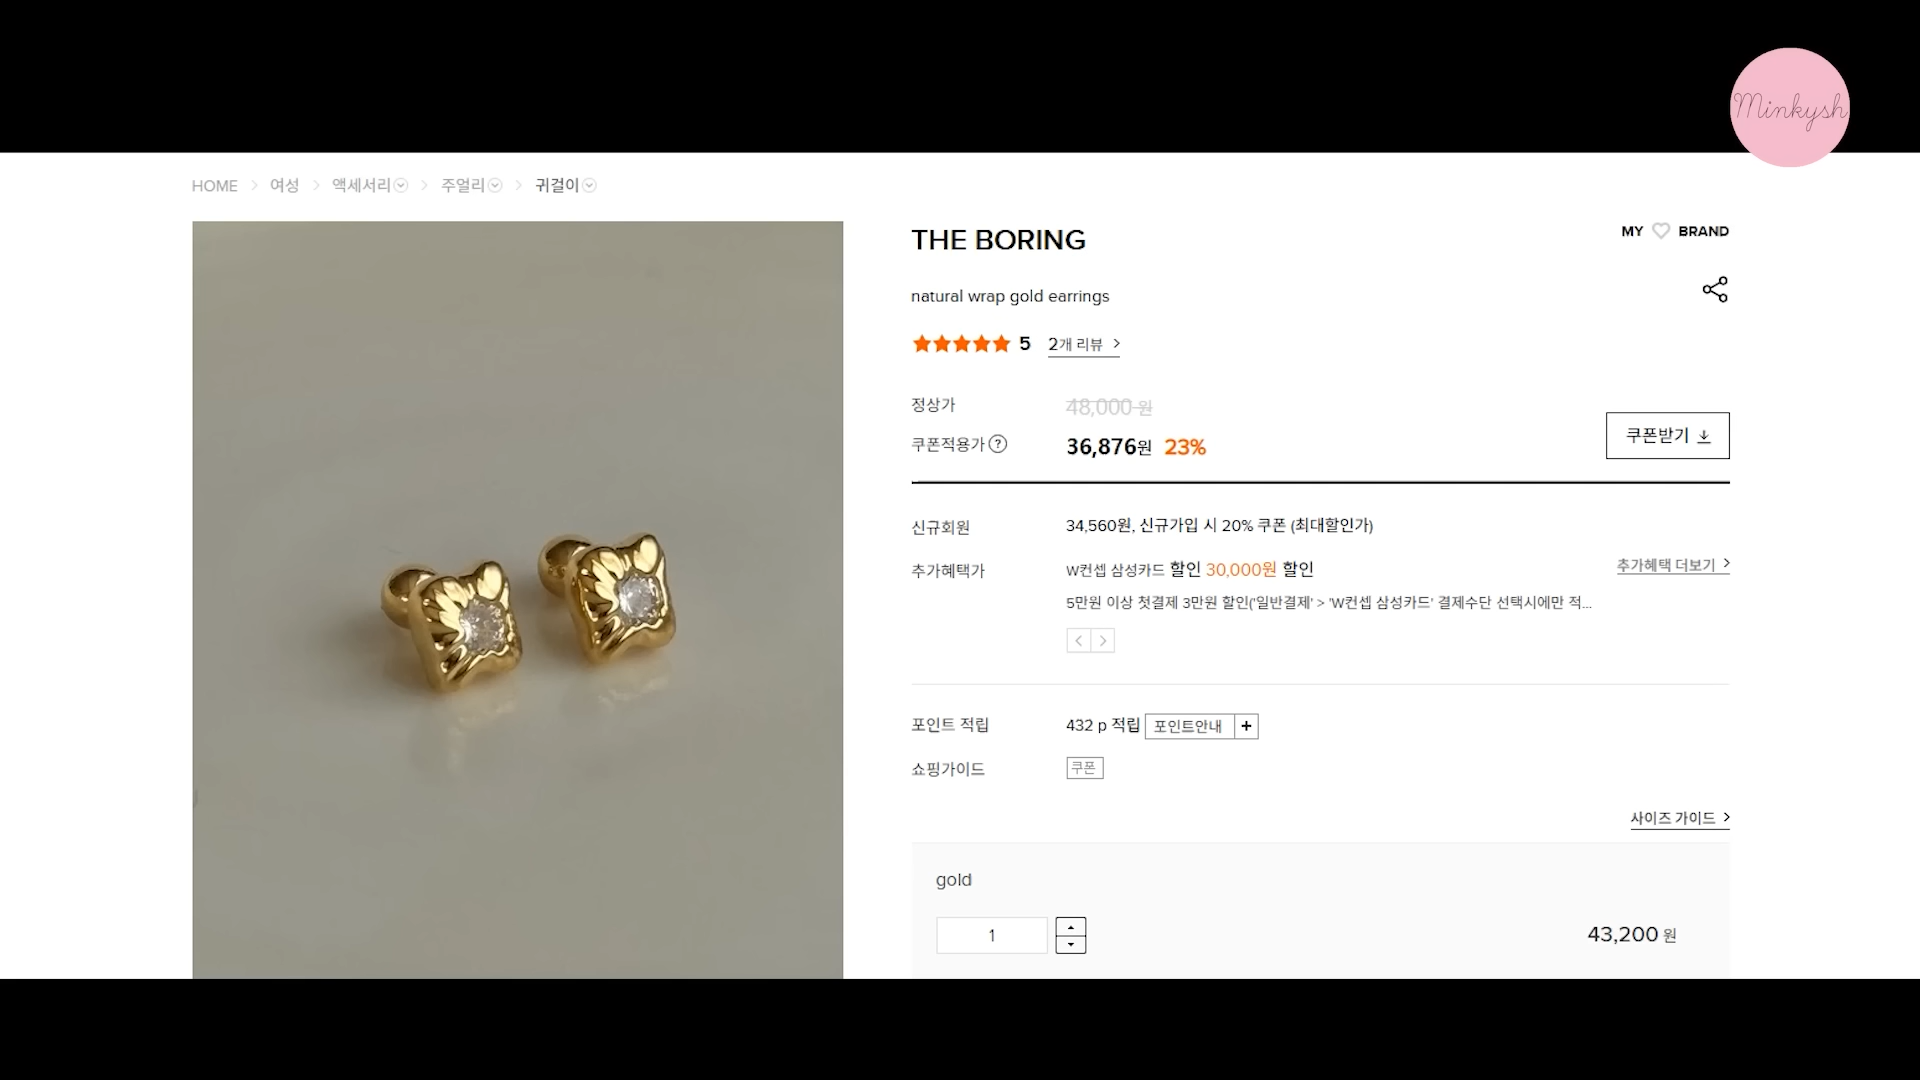 Minkysh
HOME > 여성 > 액세서리 > 주얼리 > 귀걸이
THE BORING
MY BRAND
natural wrap gold earrings
5 2개 리뷰 >
정상가 48,000 원
쿠폰적용가 ? 36,876원 23%
쿠폰받기
신규회원 34,560원, 신규가입 시 20% 쿠폰 (최대할인가)
추가혜택가 W컨셉 삼성카드 할인 30,000원 할인
추가혜택 더보기 >
5만원 이상 첫결제 3만원 할인('일반결제' > 'W컨셉 삼성카드' 결제수단 선택시에만 적...
포인트 적립 432 p 적립 포인트안내 +
쇼핑가이드 쿠폰
사이즈 가이드 >
gold
1
43,200 원